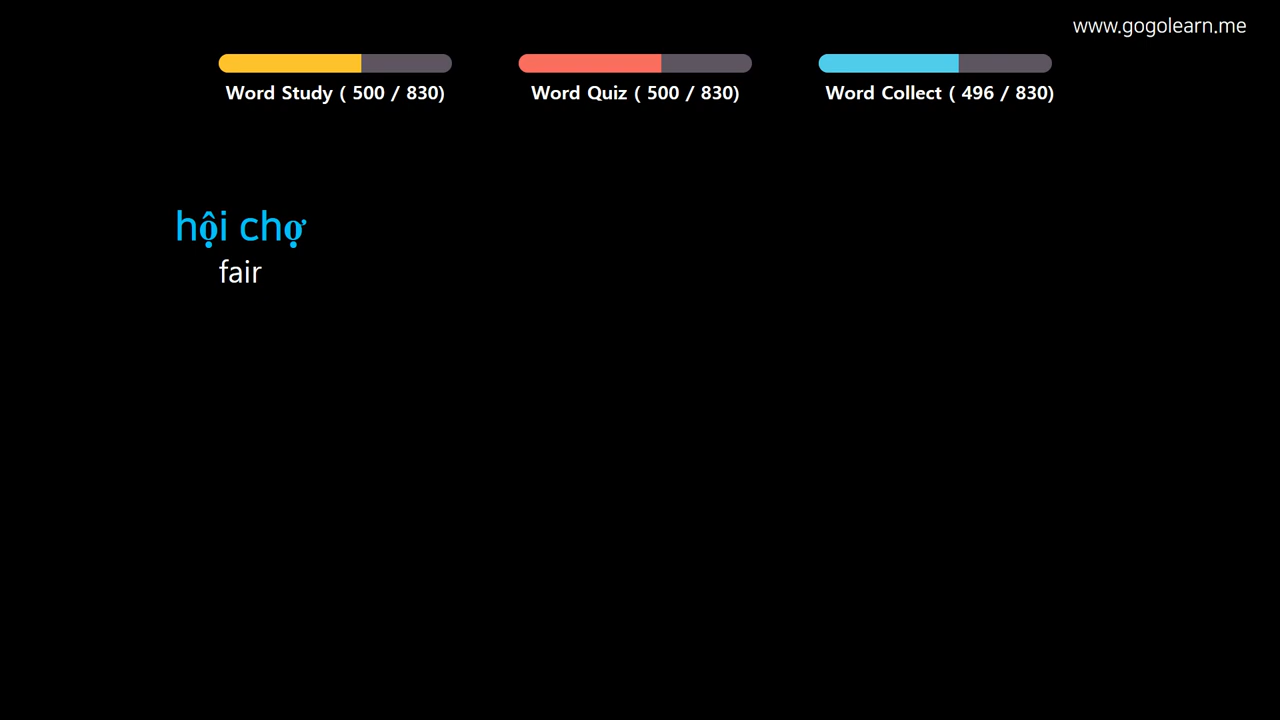 www.gogolearn.me
Word Study ( 500 / 830)
Word Quiz ( 500 / 830)
Word Collect ( 496 / 830)
hội chợ
fair